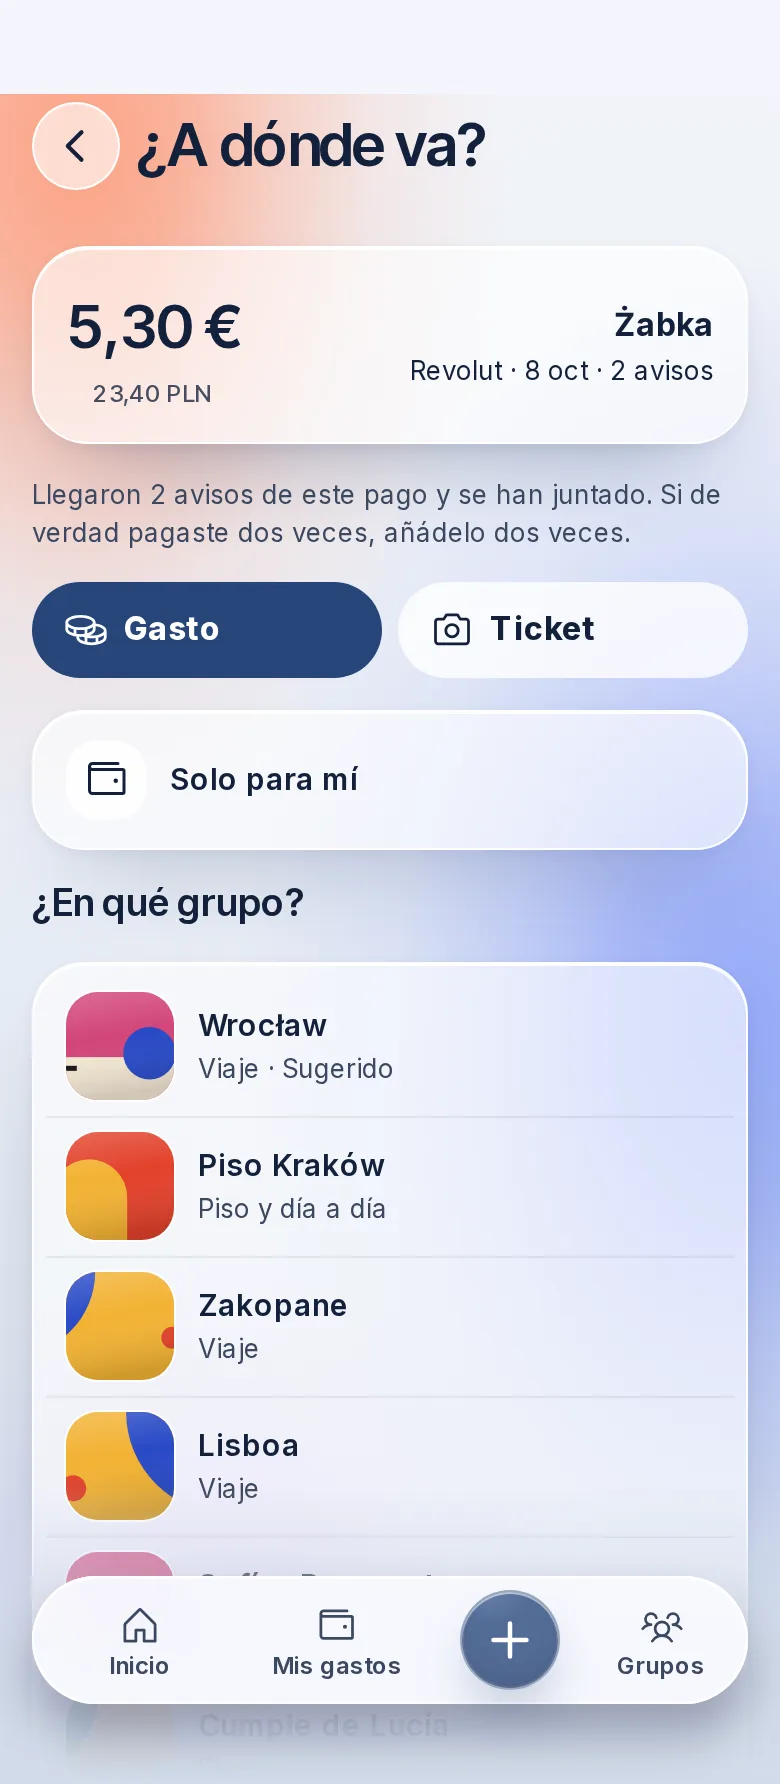 ¿A dónde va?
5,30 €
23,40 PLN
Żabka
Revolut · 8 oct · 2 avisos
Llegaron 2 avisos de este pago y se han juntado. Si de
verdad pagaste dos veces, añádelo dos veces.
Gasto
Ticket
Solo para mí
¿En qué grupo?
Wrocław
Viaje · Sugerido
Piso Kraków
Piso y día a día
Zakopane
Viaje
Lisboa
Viaje
Inicio
Mis gastos
Grupos
Cumple de Lucía